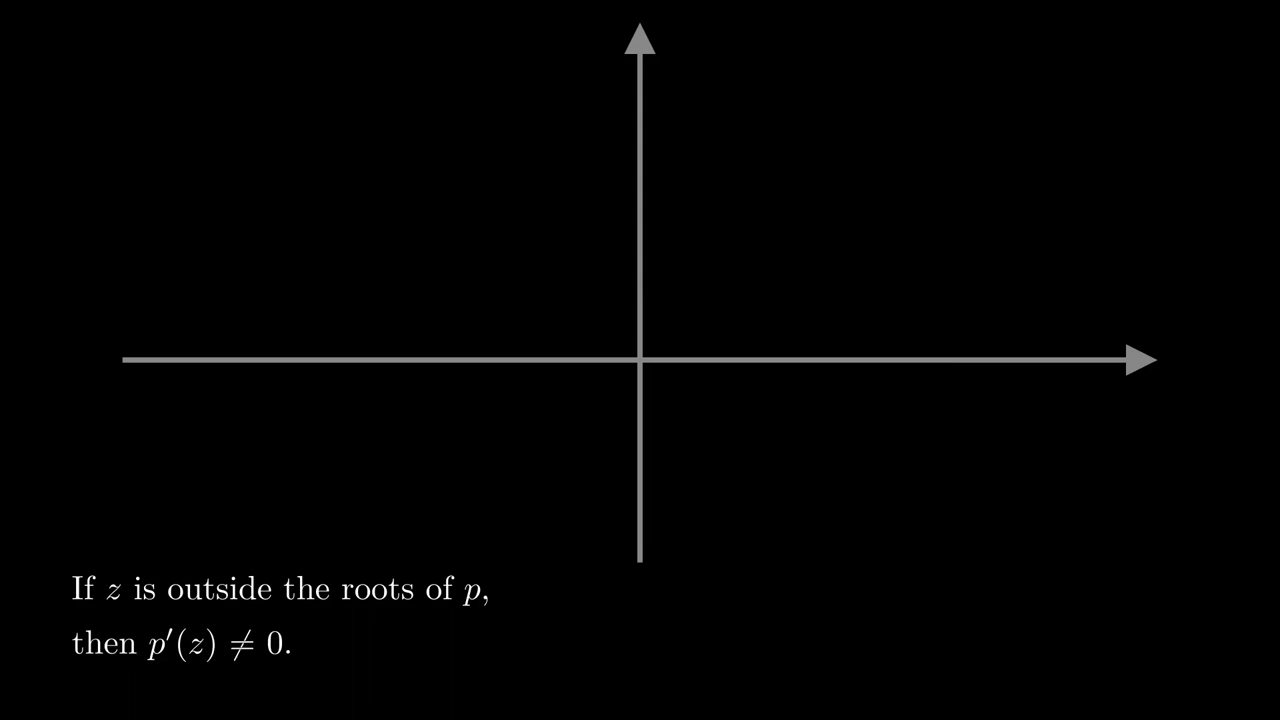 If z is outside the roots of p,
then p′(z) ≠ 0.